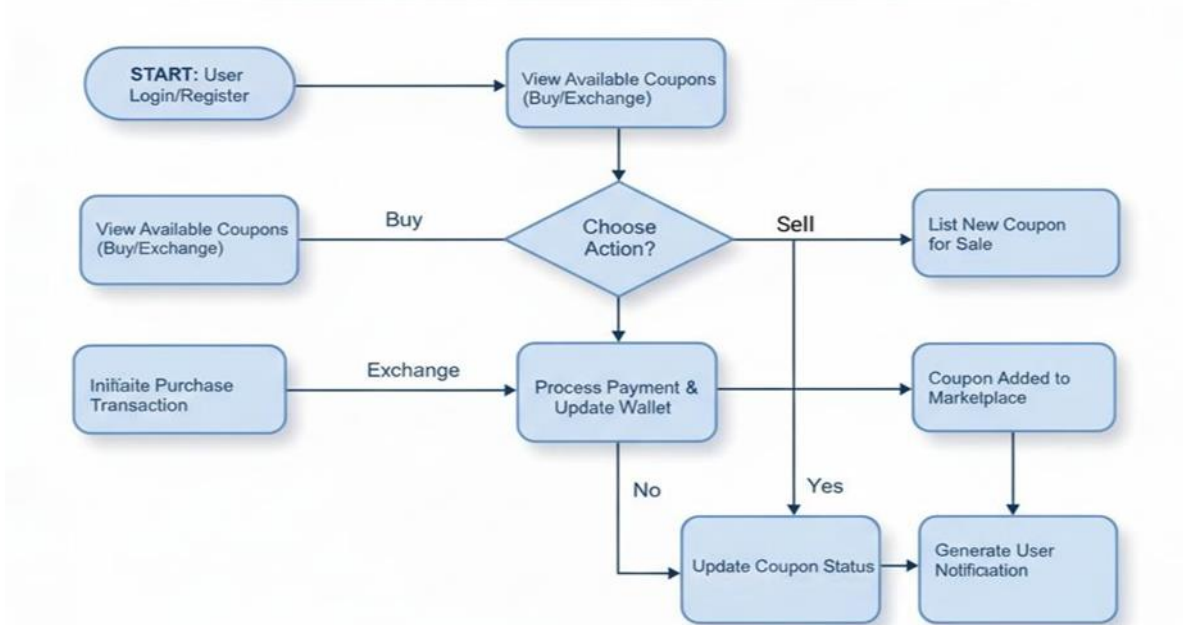 START: User
Login/Register
View Available Coupons
(Buy/Exchange)
View Available Coupons
(Buy/Exchange)
Buy
Choose
Action?
Sell
List New Coupon
for Sale
Initiaite Purchase
Transaction
Exchange
Process Payment &
Update Wallet
Coupon Added to
Marketplace
No
Yes
Update Coupon Status
Generate User
Notificiation